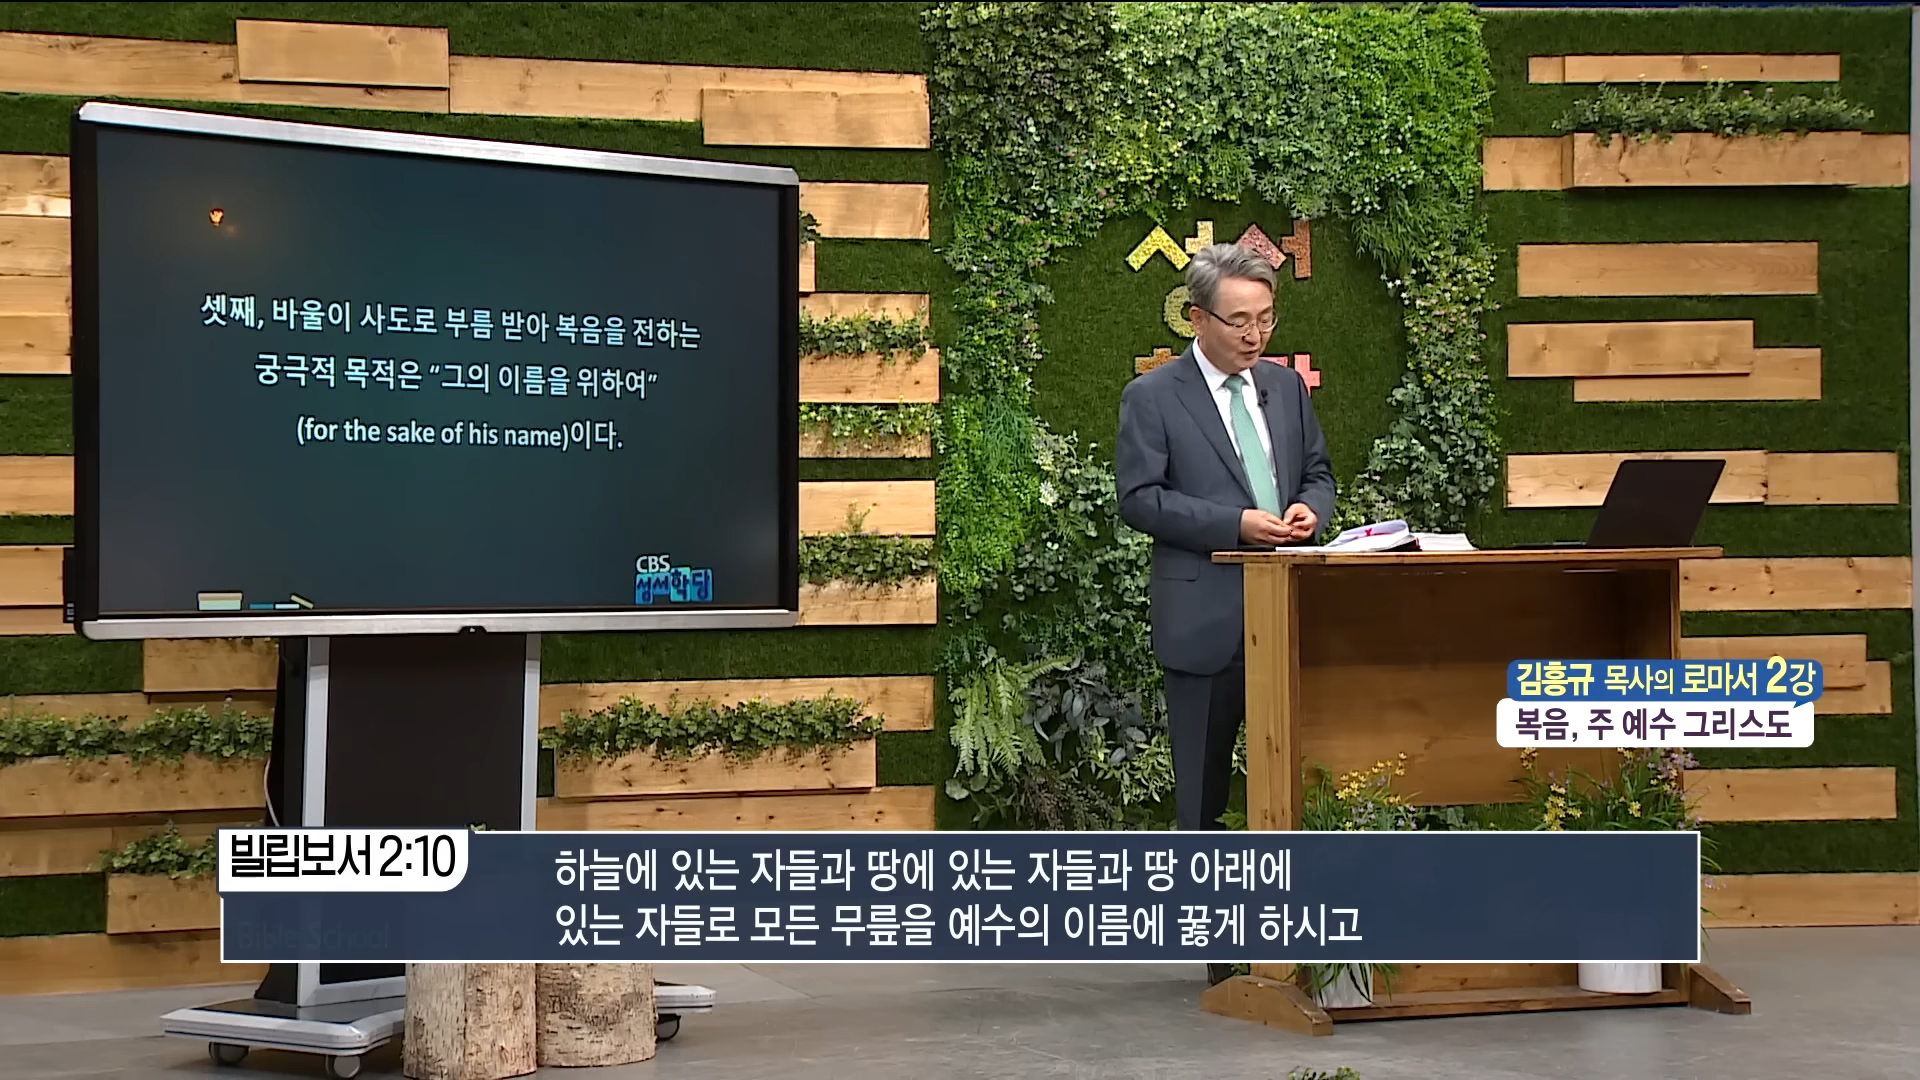 셋째, 바울이 사도로 부름 받아 복음을 전하는
궁극적 목적은 “그의 이름을 위하여”
(for the sake of his name)이다.
CBS
성서학당
성서
김흥규 목사의 로마서 2강
복음, 주 예수 그리스도
빌립보서 2:10
하늘에 있는 자들과 땅에 있는 자들과 땅 아래에
있는 자들로 모든 무릎을 예수의 이름에 꿇게 하시고
Bible School